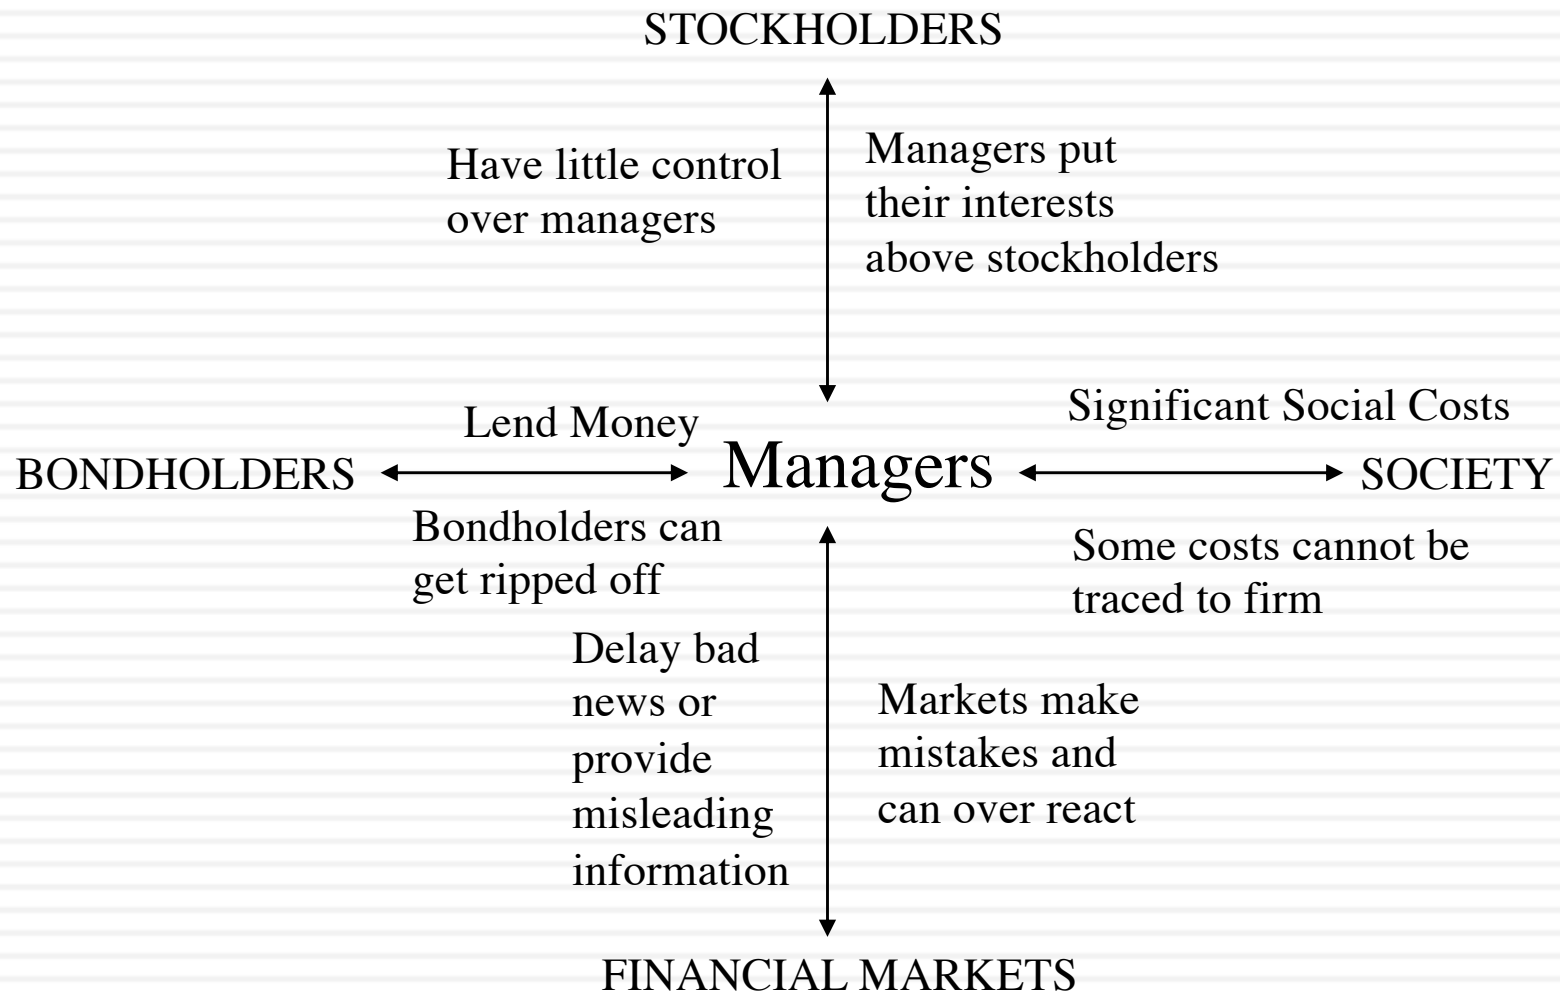 STOCKHOLDERS
Have little control
over managers
Managers put
their interests
above stockholders
Lend Money
Significant Social Costs
BONDHOLDERS
Managers
SOCIETY
Bondholders can
get ripped off
Some costs cannot be
traced to firm
Delay bad
news or
provide
misleading
information
Markets make
mistakes and
can over react
FINANCIAL MARKETS